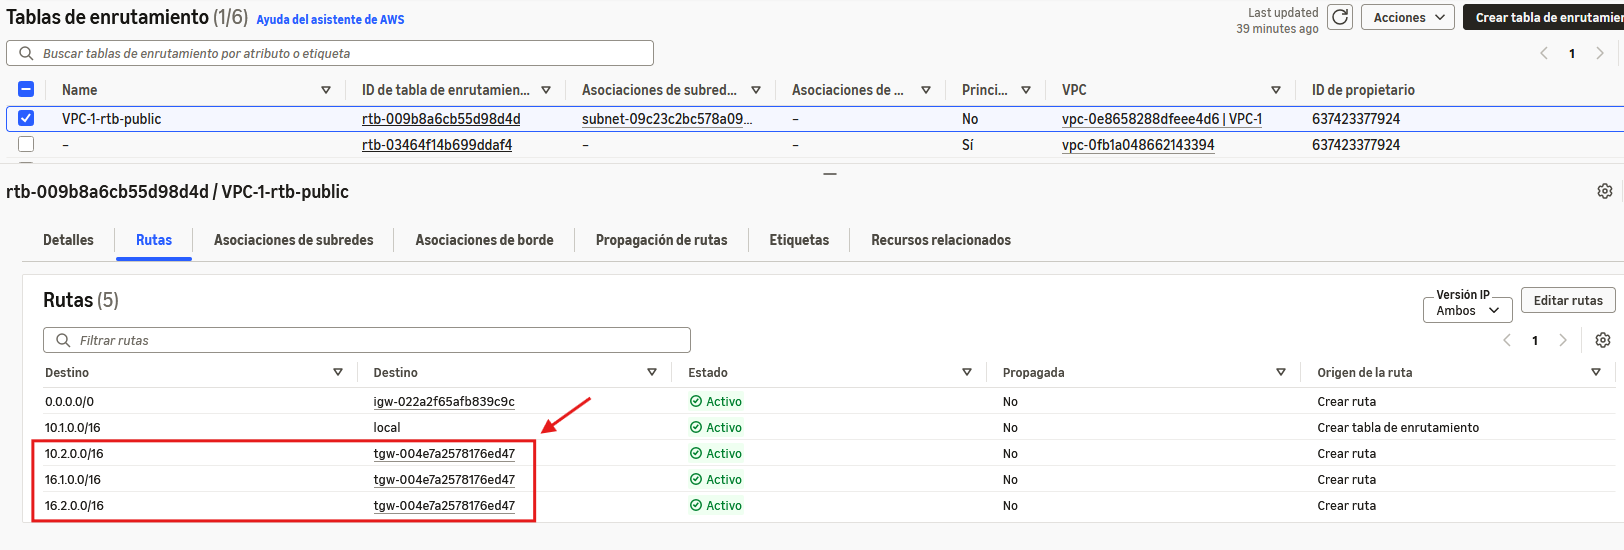 Tablas de enrutamiento (1/6) Ayuda del asistente de AWS
Last updated
39 minutes ago
Acciones
Crear tabla de enrutamien
Buscar tablas de enrutamiento por atributo o etiqueta
1
Name ID de tabla de enrutamien... Asociaciones de subred... Asociaciones de ... Princi... VPC ID de propietario
VPC-1-rtb-public rtb-009b8a6cb55d98d4d subnet-09c23c2bc578a09... – No vpc-0e8658288dfeee4d6 | VPC-1 637423377924
– rtb-03464f14b699ddaf4 – – Sí vpc-0fb1a048662143394 637423377924
rtb-009b8a6cb55d98d4d / VPC-1-rtb-public
Detalles Rutas Asociaciones de subredes Asociaciones de borde Propagación de rutas Etiquetas Recursos relacionados
Rutas (5)
Versión IP
Ambos
Editar rutas
Filtrar rutas
1
Destino Destino Estado Propagada Origen de la ruta
0.0.0.0/0 igw-022a2f65afb839c9c Activo No Crear ruta
10.1.0.0/16 local Activo No Crear tabla de enrutamiento
10.2.0.0/16 tgw-004e7a2578176ed47 Activo No Crear ruta
16.1.0.0/16 tgw-004e7a2578176ed47 Activo No Crear ruta
16.2.0.0/16 tgw-004e7a2578176ed47 Activo No Crear ruta